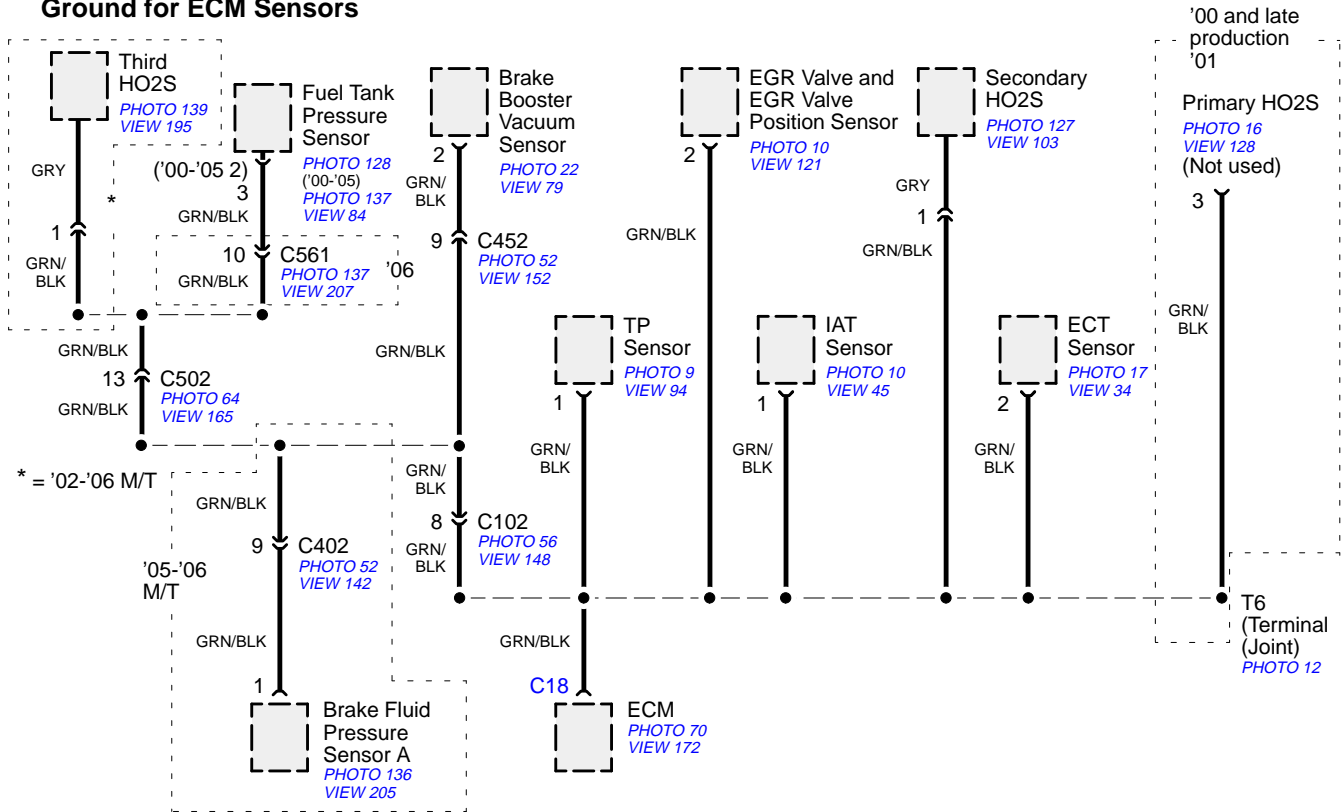 Ground for ECM Sensors
'00 and late
production
'01
Third
HO2S
PHOTO 139
VIEW 195
Fuel Tank
Pressure
Sensor
PHOTO 128
('00-'05)
PHOTO 137
VIEW 84
Brake
Booster
Vacuum
Sensor
PHOTO 22
VIEW 79
EGR Valve and
EGR Valve
Position Sensor
PHOTO 10
VIEW 121
Secondary
HO2S
PHOTO 127
VIEW 103
Primary HO2S
PHOTO 16
VIEW 128
(Not used)
GRY
*
('00-'05 2)
3
GRN/BLK
2
GRN/
BLK
2
GRN/BLK
GRY
1
GRN/BLK
3
GRN/
BLK
1
GRN/
BLK
10
C561
PHOTO 137
VIEW 207
'06
GRN/BLK
9
C452
PHOTO 52
VIEW 152
GRN/BLK
TP
Sensor
PHOTO 9
VIEW 94
1
GRN/
BLK
IAT
Sensor
PHOTO 10
VIEW 45
1
GRN/
BLK
ECT
Sensor
PHOTO 17
VIEW 34
2
GRN/
BLK
GRN/BLK
13
C502
PHOTO 64
VIEW 165
GRN/BLK
* = '02-'06 M/T
GRN/BLK
9
C402
PHOTO 52
VIEW 142
'05-'06
M/T
GRN/BLK
1
Brake Fluid
Pressure
Sensor A
PHOTO 136
VIEW 205
GRN/
BLK
8
C102
PHOTO 56
VIEW 148
GRN/
BLK
GRN/BLK
C18
ECM
PHOTO 70
VIEW 172
T6
(Terminal
(Joint)
PHOTO 12